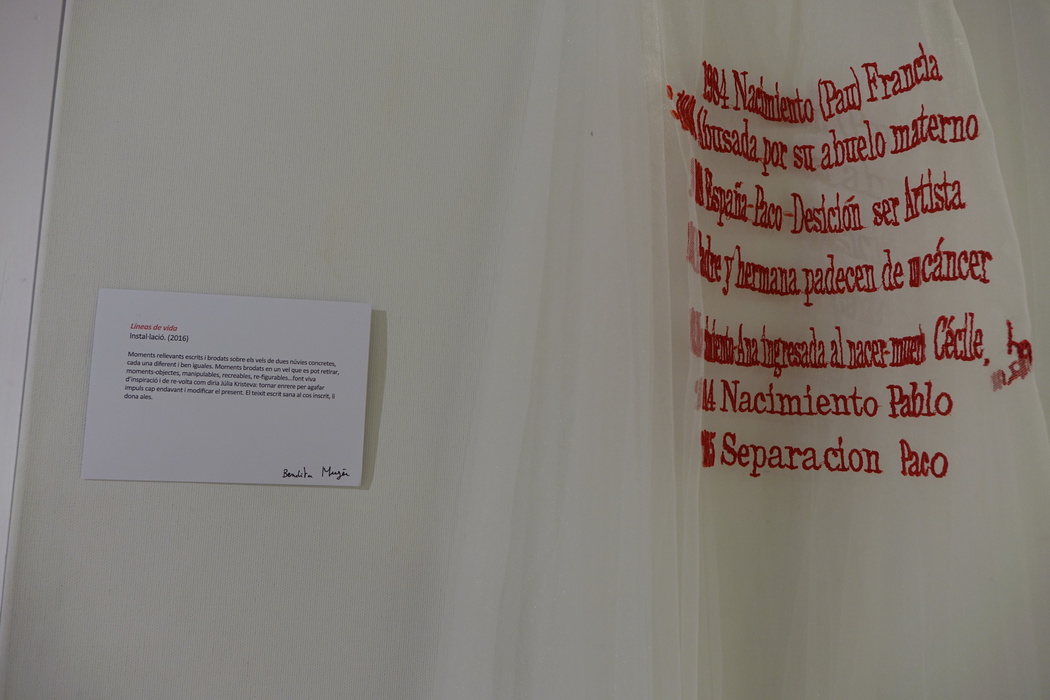 Líneas de vida
Instal·lació. (2016)
Moments rellevants escrits i brodats sobre els vels de dues núvies concretes,
cada una diferent i ben iguales. Moments brodats en un vel que es pot retirar,
moments-objectes, manipulables, recreables, re-figurables...font viva
d'inspiració i de re-volta com diria Júlia Kristeva: tornar enrere per agafar
impuls cap endavant i modificar el present. El teixit escrit sana al cos inscrit, li
dona ales.
Bendita
1984 Nacimiento (Pau) Francia
Abusada por su abuelo materno
España-Paco-Desición ser Artista
y hermana padecen de cáncer
Ana ingresada al nacer- Cécile,
14 Nacimiento Pablo
Separacion Paco